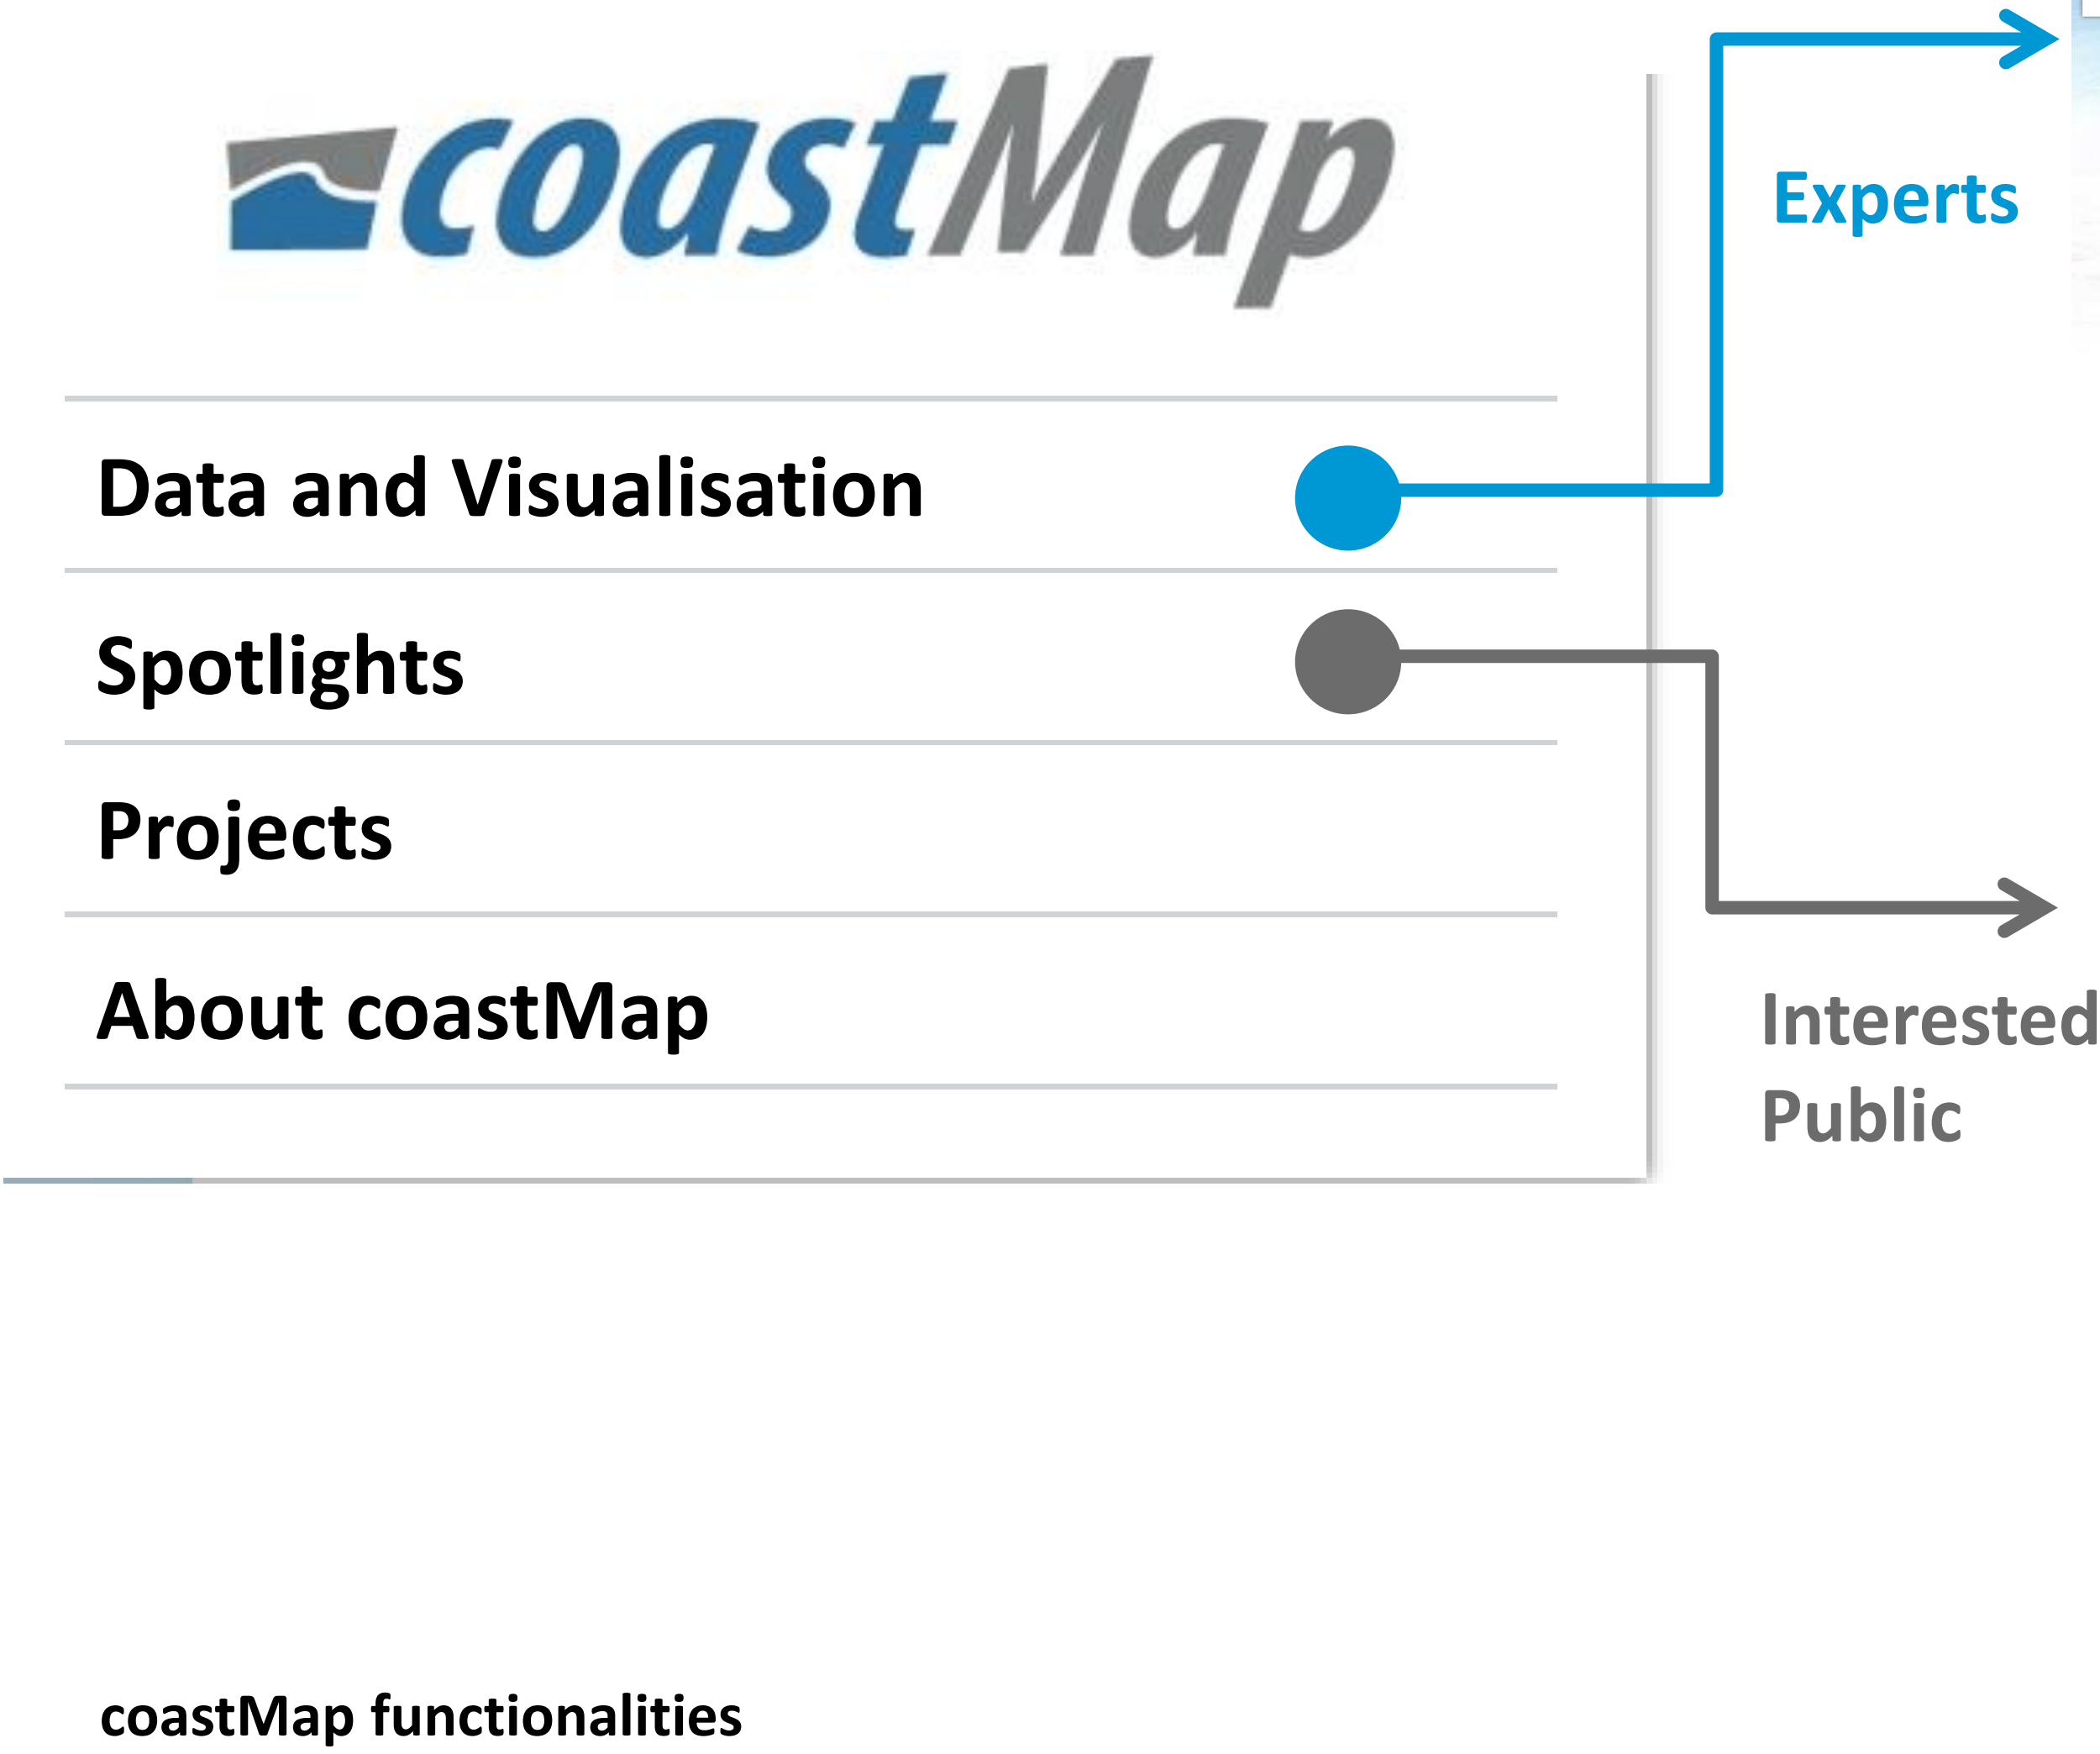 coastMap
Experts
Data and Visualisation
Spotlights
Projects
About coastMap
Interested
Public
coastMap functionalities